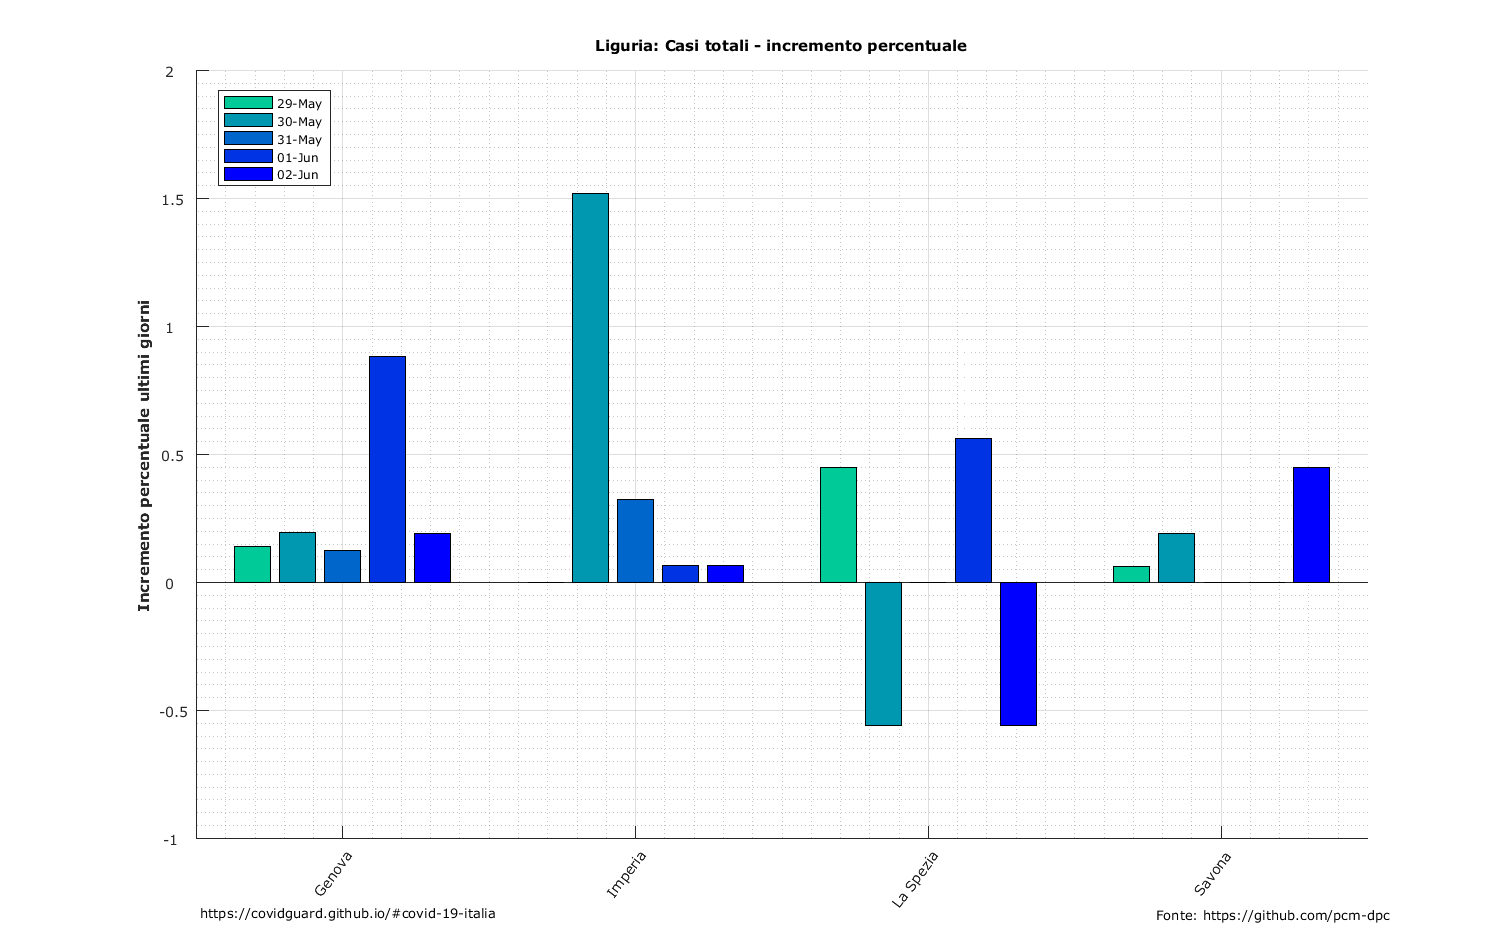 Liguria: Casi totali - incremento percentuale
2
1.5
1
0.5
0
-0.5
-1
Incremento percentuale ultimi giorni
29-May
30-May
31-May
01-Jun
02-Jun
Genova
Imperia
La Spezia
Savona
https://covidguard.github.io/#covid-19-italia
Fonte: https://github.com/pcm-dpc